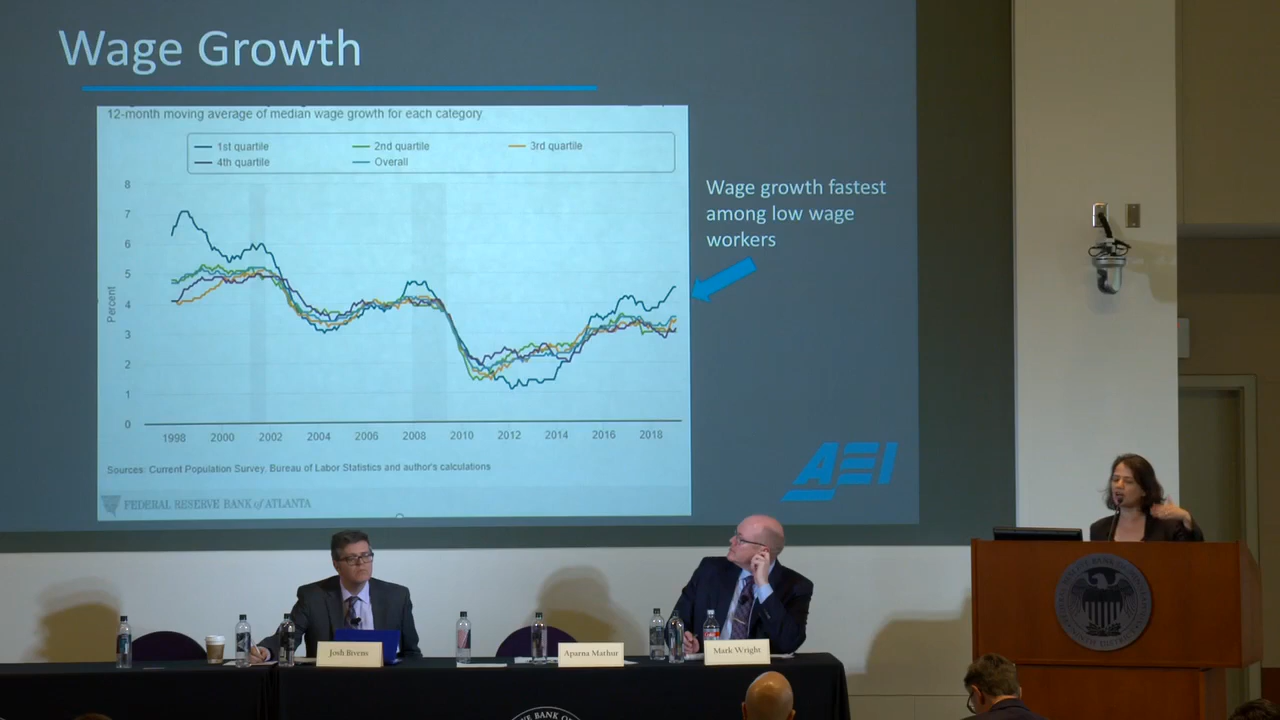 Wage Growth
12-month moving average of median wage growth for each category
1st quartile
2nd quartile
3rd quartile
4th quartile
Overall
8
7
6
5
4
3
2
1
0
Percent
1998
2000
2002
2004
2006
2008
2010
2012
2014
2016
2018
Sources: Current Population Survey, Bureau of Labor Statistics and author's calculations
FEDERAL RESERVE BANK of ATLANTA
Wage growth fastest
among low wage
workers
AEI
Josh Bivens
Aparna Mathur
Mark Wright